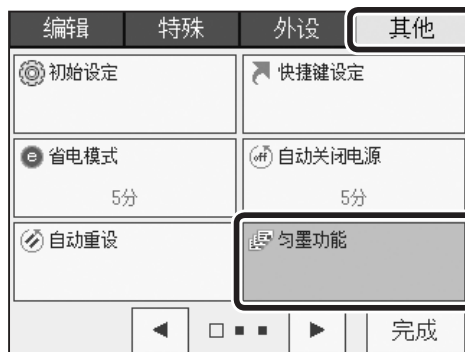 编辑 特殊 外设 其他
初始设定 快捷键设定
省电模式 自动关闭电源
5分 5分
自动重设 匀墨功能
完成